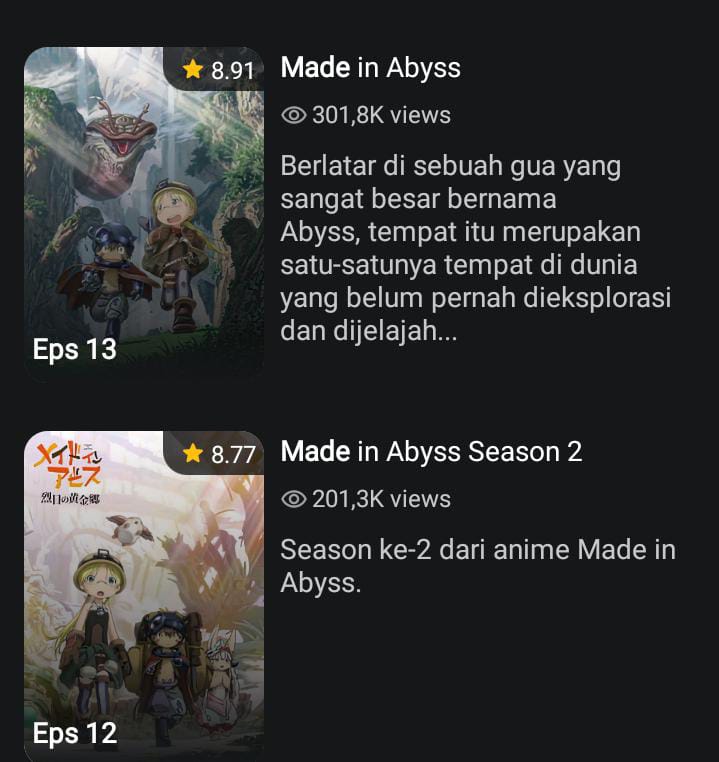 8.91
Made in Abyss
301,8K views
Berlatar di sebuah gua yang
sangat besar bernama
Abyss, tempat itu merupakan
satu-satunya tempat di dunia
yang belum pernah dieksplorasi
dan dijelajah...
Eps 13
メイドインアビス
烈日の黄金郷
8.77
Made in Abyss Season 2
201,3K views
Season ke-2 dari anime Made in
Abyss.
Eps 12